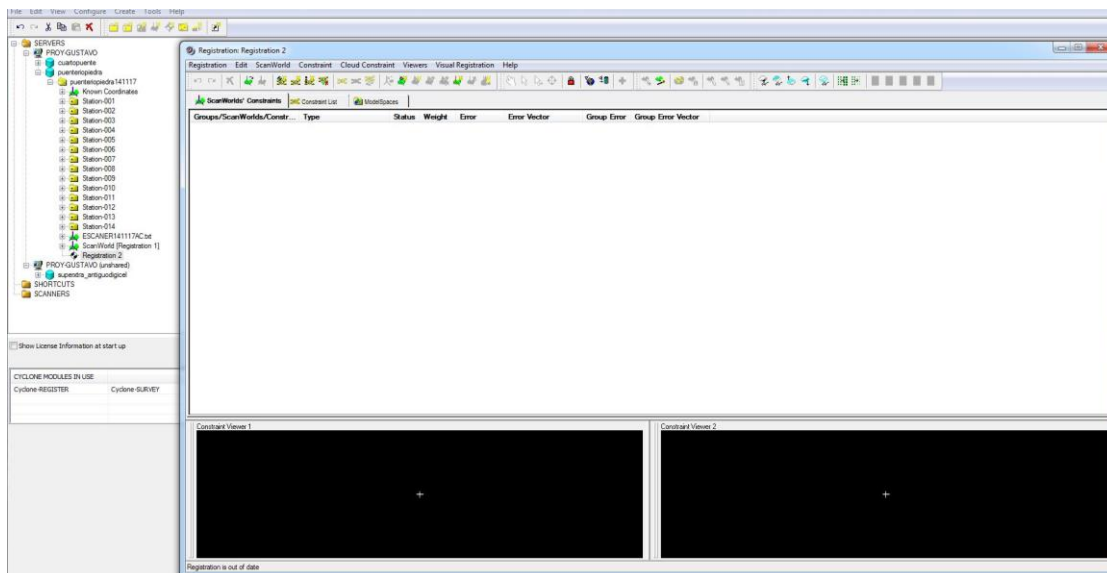 File Edit View Configure Create Tools Help
SERVERS
PROY-GUSTAVO
cuartopuente
puenteriopiedra
puenteriopiedra141117
Known Coordinates
Station-001
Station-002
Station-003
Station-004
Station-005
Station-006
Station-007
Station-008
Station-009
Station-010
Station-011
Station-012
Station-013
Station-014
ESCANER141117AC.txt
ScanWorld [Registration 1]
Registration 2
PROY-GUSTAVO (unshared)
SHORTCUTS
SCANNERS
Show License Information at start up
CYCLONE MODULES IN USE
Cyclone-REGISTER Cyclone-SURVEY
Registration: Registration 2
Registration Edit ScanWorld Constraint Cloud Constraint Viewers Visual Registration Help
ScanWorlds' Constraints Constraint List ModelSpaces
Groups/ScanWorlds/Constr... Type Status Weight Error Error Vector Group Error Group Error Vector
Constraint Viewer 1 Constraint Viewer 2
Registration is out of date